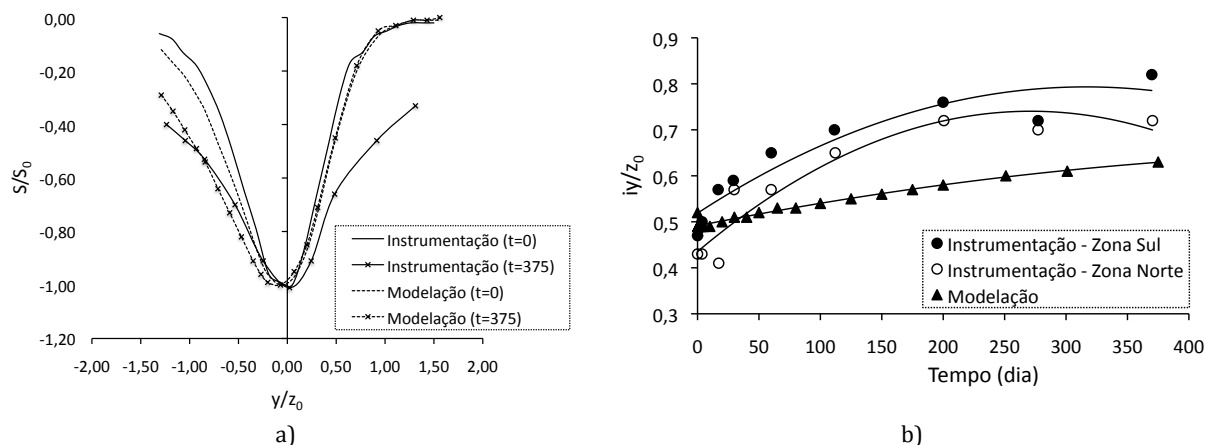 0,00
-0,20
-0,40
-0,60
-0,80
-1,00
-1,20
S/S0
-2,00 -1,50 -1,00 -0,50 0,00 0,50 1,00 1,50 2,00
y/z0
Instrumentação (t=0)
Instrumentação (t=375)
Modelação (t=0)
Modelação (t=375)
a)
0,9
0,8
0,7
0,6
0,5
0,4
0,3
iy/z0
0 50 100 150 200 250 300 350 400
Tempo (dia)
Instrumentação - Zona Sul
Instrumentação - Zona Norte
Modelação
b)